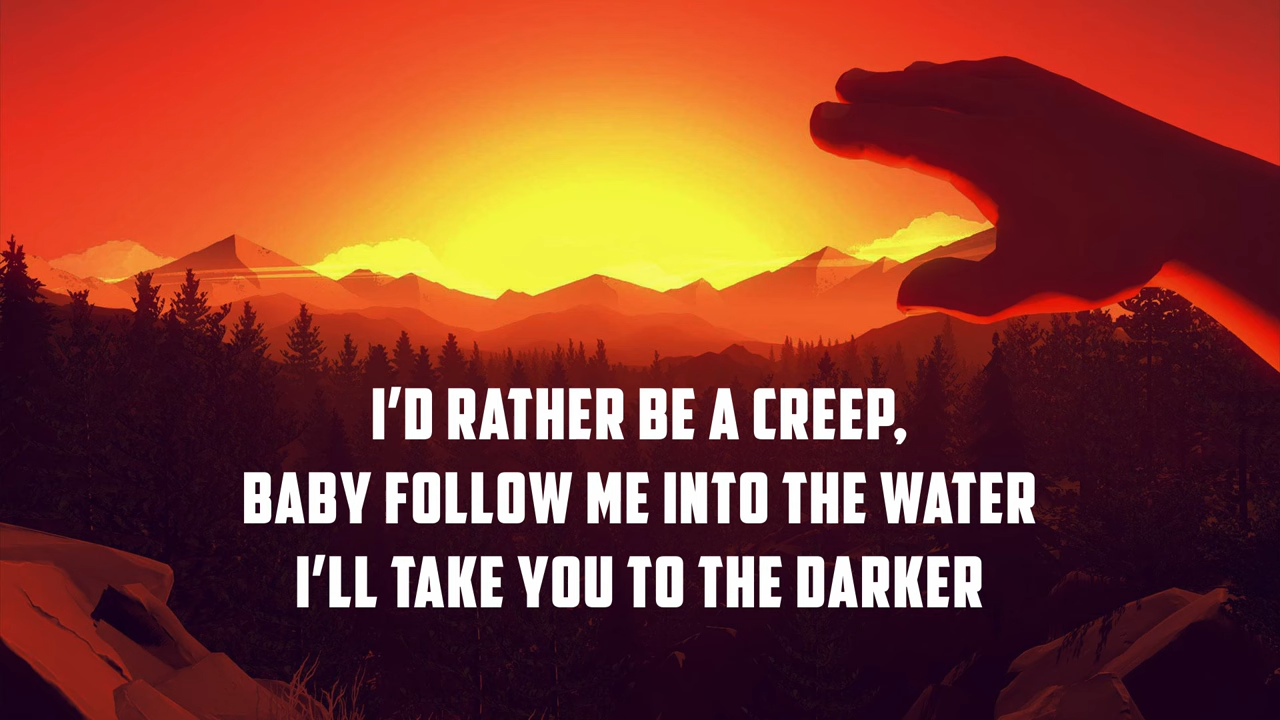 I'D RATHER BE A CREEP,
BABY FOLLOW ME INTO THE WATER
I'LL TAKE YOU TO THE DARKER